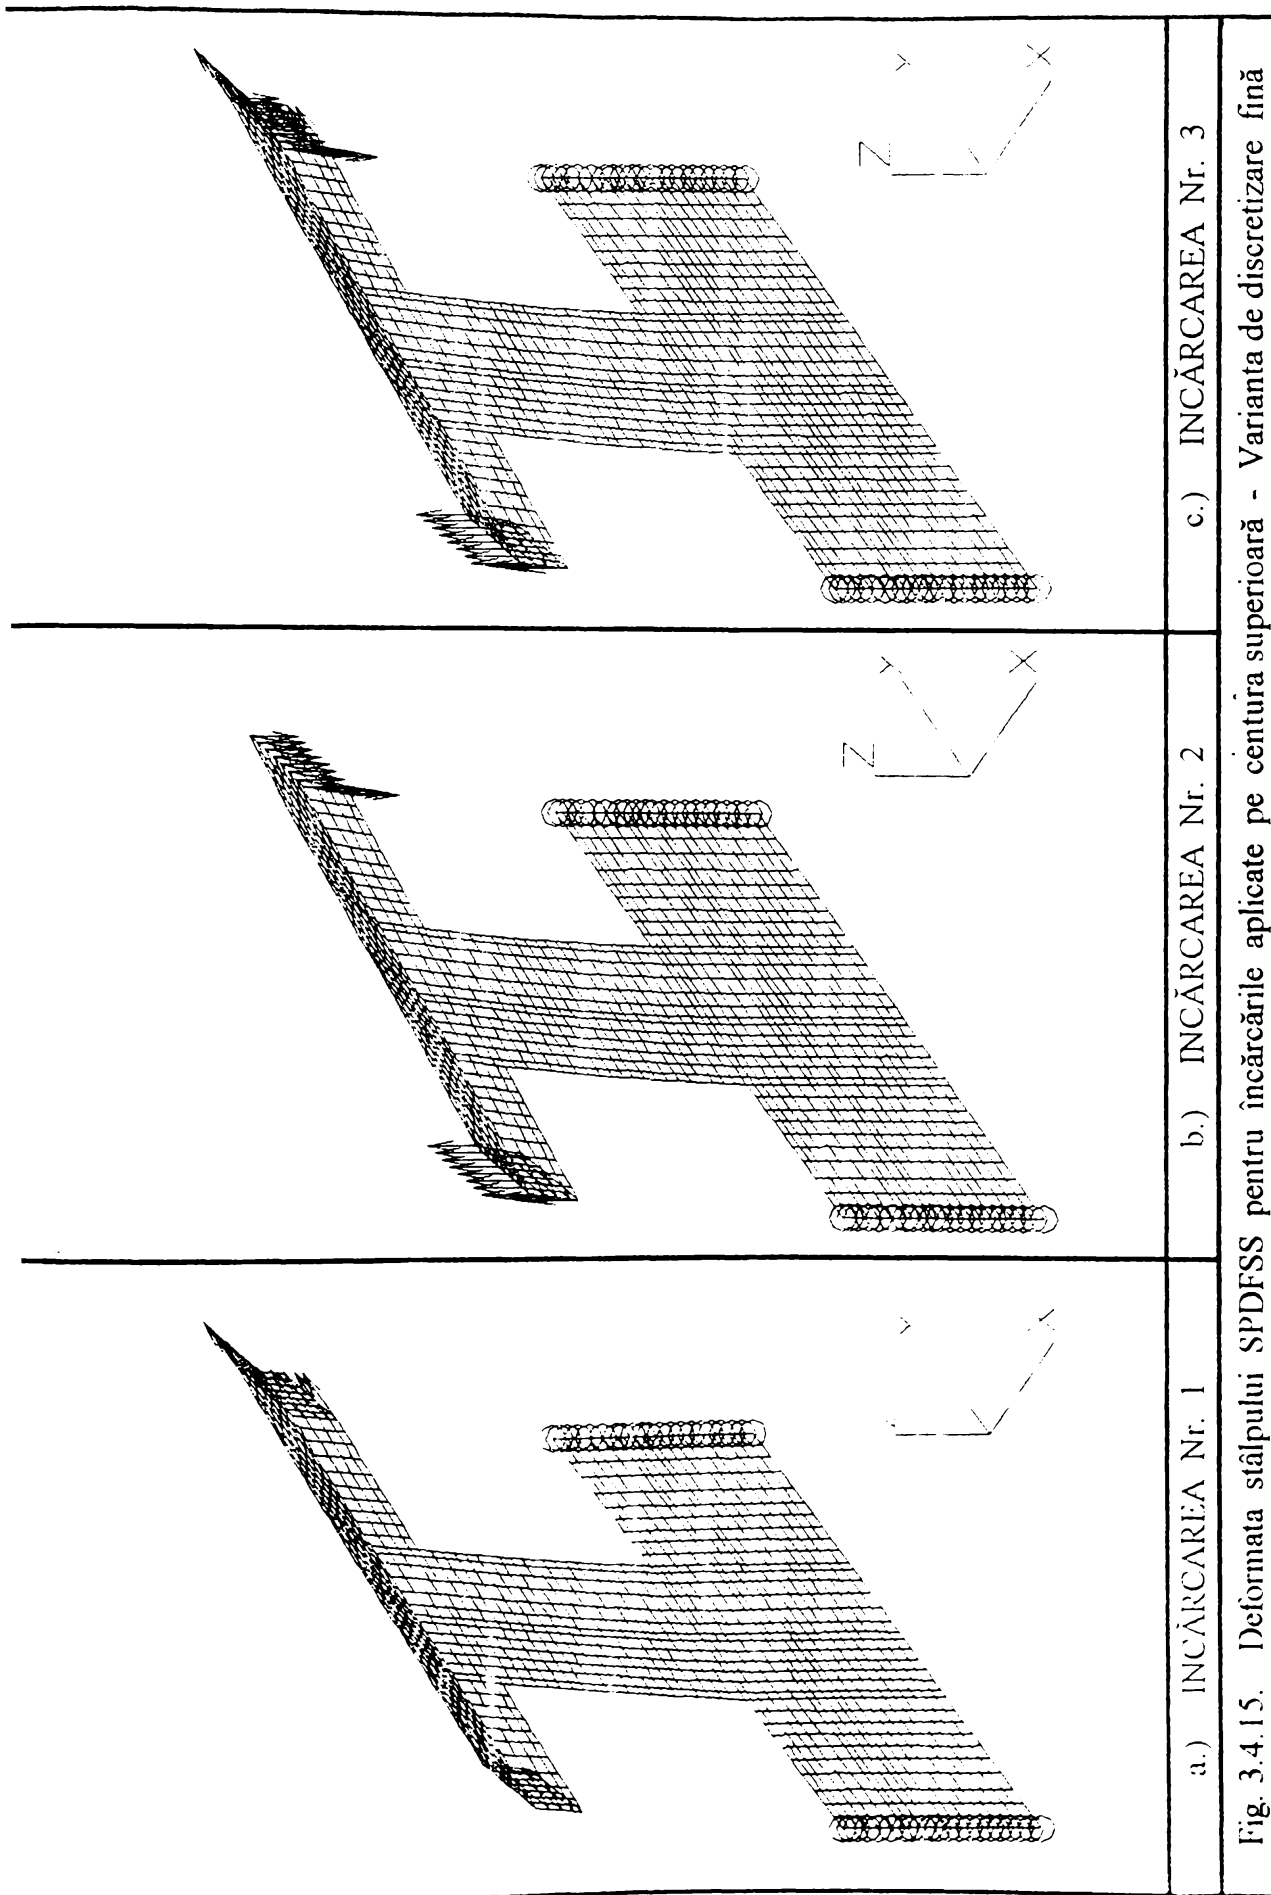 Z
Y
X
Z
Y
X
Y
X
a.) INCĂRCAREA Nr. 1
b.) INCĂRCAREA Nr. 2
c.) INCĂRCAREA Nr. 3
Fig. 3.4.15. Deformata stâlpului SPDFSS pentru încărcările aplicate pe centura superioară - Varianta de discretizare fină